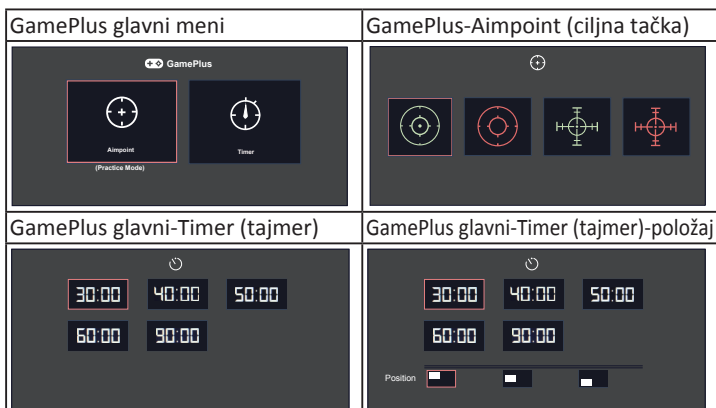 GamePlus glavni meni
GamePlus-Aimpoint (ciljna tačka)
GamePlus
Aimpoint
Timer
(Practice Mode)
GamePlus glavni-Timer (tajmer)
GamePlus glavni-Timer (tajmer)-položaj
30:00 40:00 50:00
60:00 90:00
30:00 40:00 50:00
60:00 90:00
Position